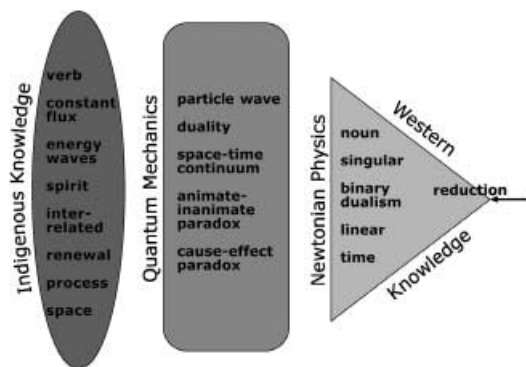 Indigenous Knowledge
verb
constant
flux
energy
waves
spirit
inter-
related
renewal
process
space
Quantum Mechanics
particle wave
duality
space-time
continuum
animate-
inanimate
paradox
cause-effect
paradox
Newtonian Physics
noun
singular
binary
dualism
linear
time
Western
reduction
Knowledge